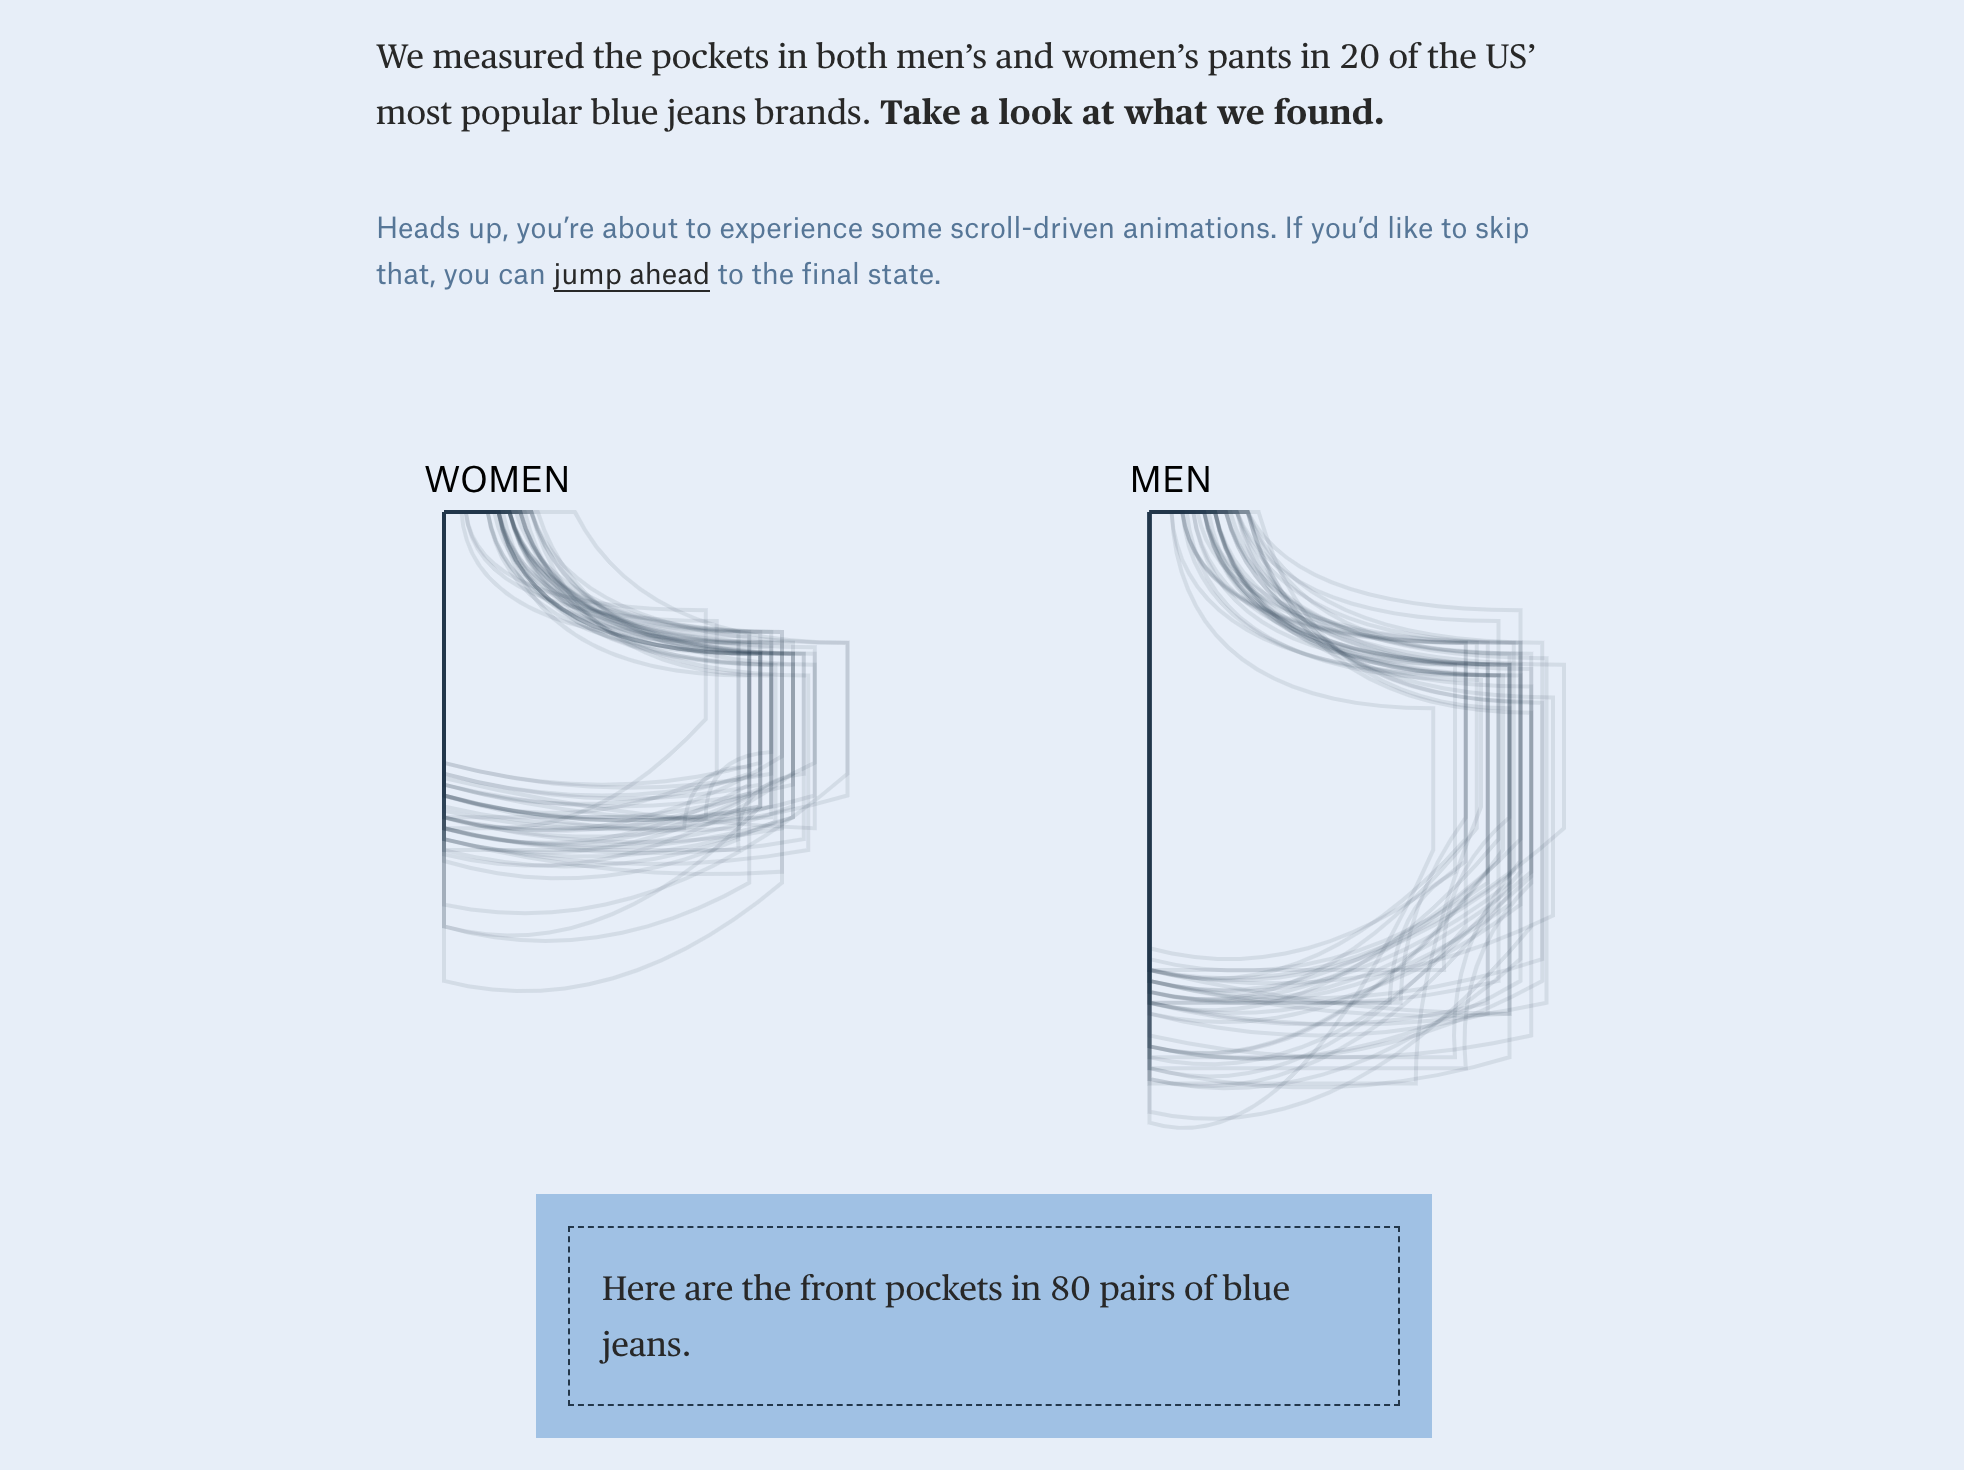 We measured the pockets in both men’s and women’s pants in 20 of the US’
most popular blue jeans brands. Take a look at what we found.
Heads up, you’re about to experience some scroll-driven animations. If you’d like to skip
that, you can jump ahead to the final state.
WOMEN
MEN
Here are the front pockets in 80 pairs of blue
jeans.